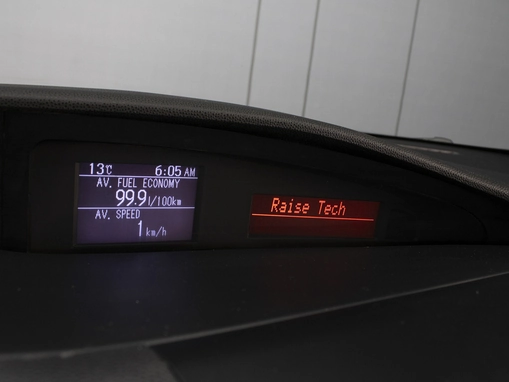 13℃ 6:05 AM
AV. FUEL ECONOMY
99.9 l/100km
AV. SPEED
1 km/h
Raise Tech